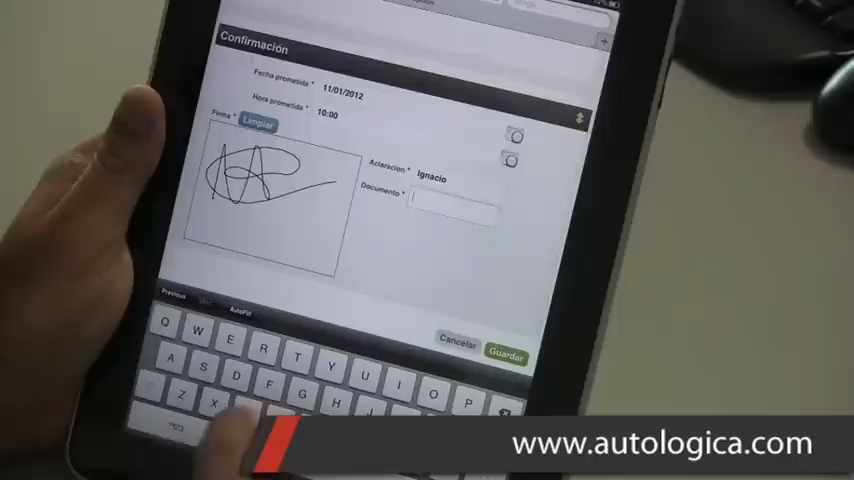 Confirmación
Fecha prometida * 11/01/2012
Hora prometida * 10:00
Firma * Limpiar
Aclaracion * Ignacio
Documento *
Previous
AutoFill
Cancelar Guardar
Q W E R T Y U I O P
A S D F G H J
Z X
.?123
www.autologica.com